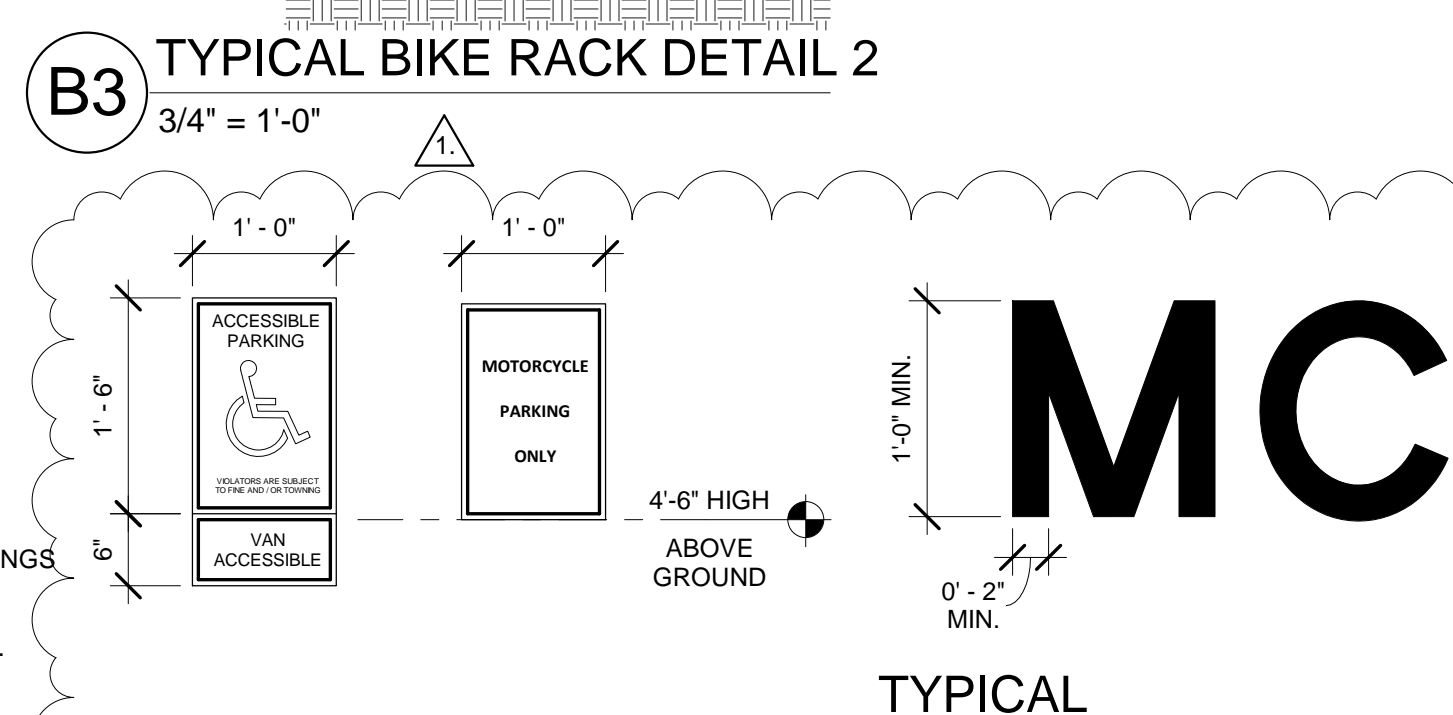 B3
TYPICAL BIKE RACK DETAIL 2
3/4" = 1'-0"
1.
1' - 0"
1' - 0"
1' - 6"
6"
ACCESSIBLE
PARKING
VIOLATORS ARE SUBJECT
TO FINE AND / OR TOWNING
VAN
ACCESSIBLE
MOTORCYCLE
PARKING
ONLY
4'-6" HIGH
ABOVE
GROUND
1'-0" MIN.
MC
0' - 2"
MIN.
NGS
TYPICAL